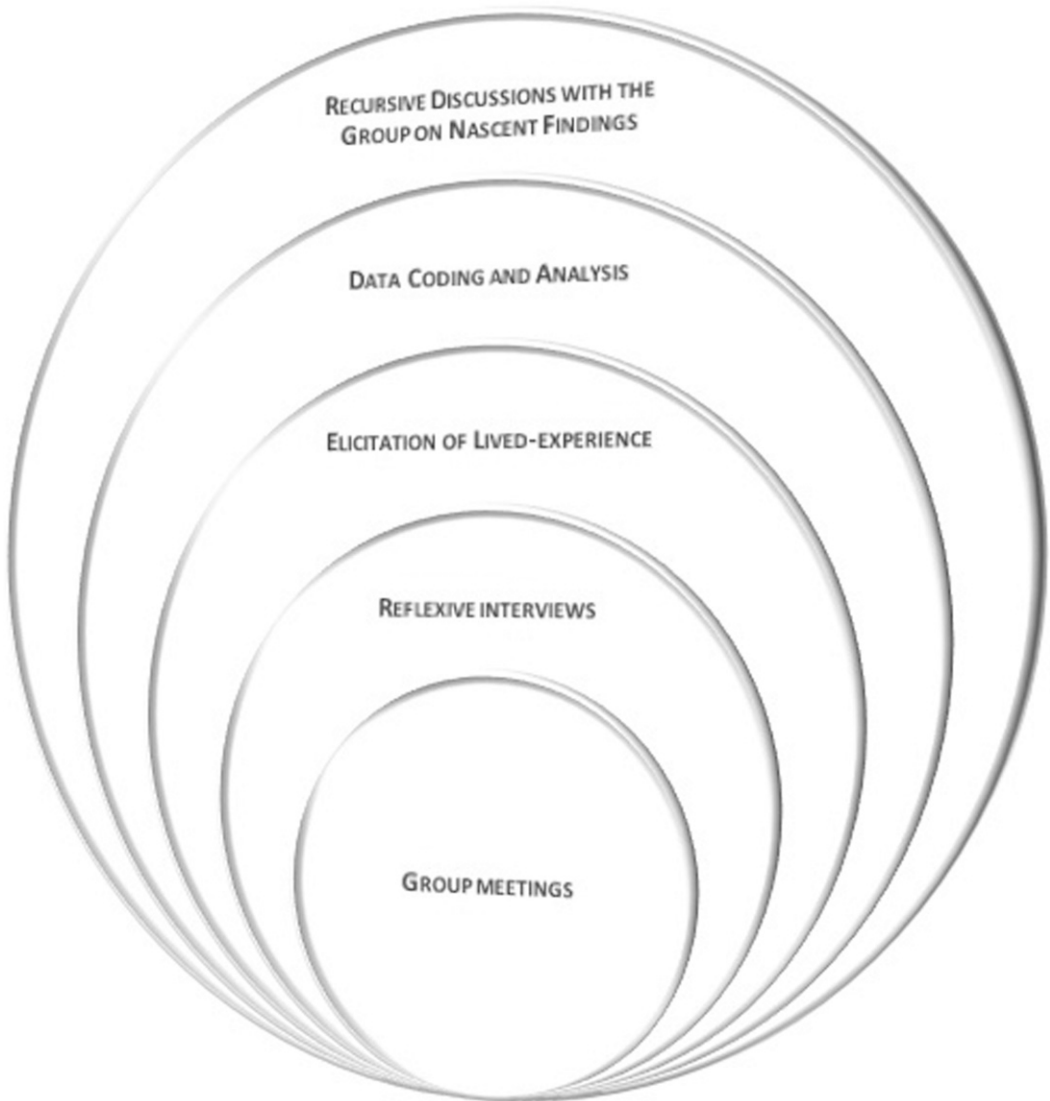 RECURSIVE DISCUSSIONS WITH THE
GROUP ON NASCENT FINDINGS
DATA CODING AND ANALYSIS
ELICITATION OF LIVED-EXPERIENCE
REFLEXIVE INTERVIEWS
GROUP MEETINGS